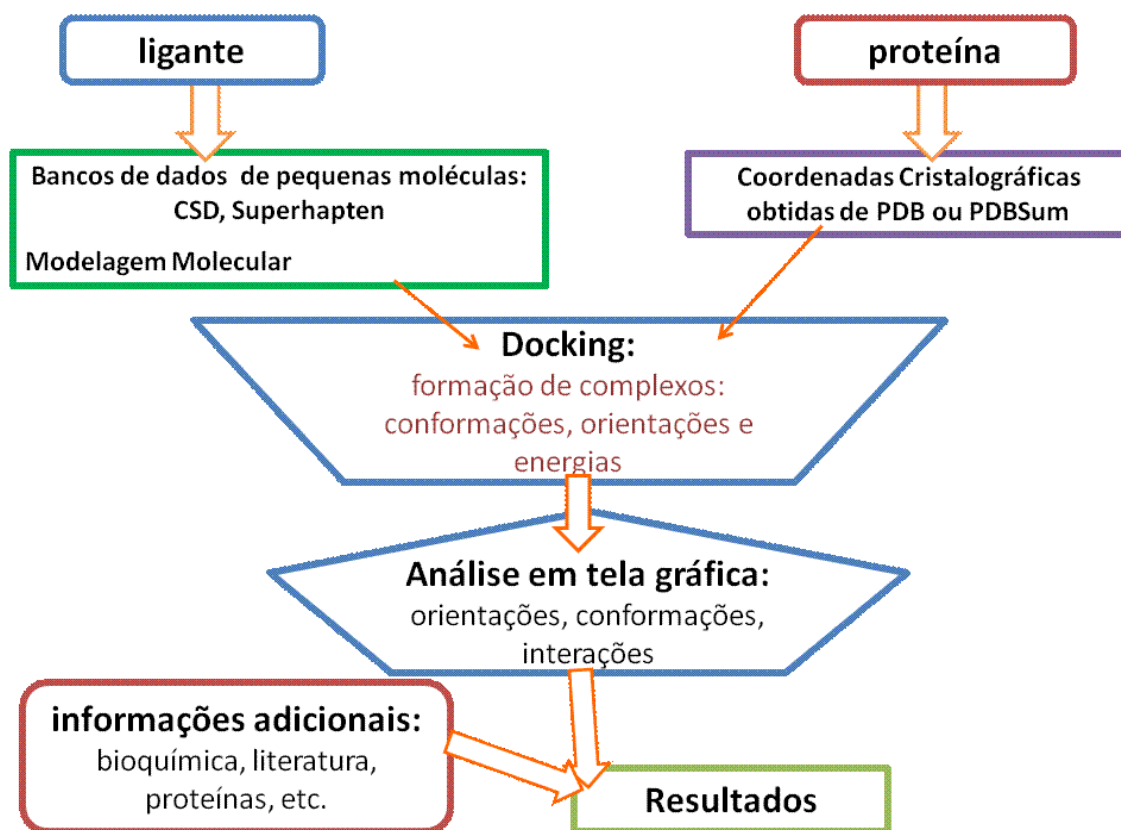 ligante
proteína
Bancos de dados de pequenas moléculas:
CSD, Superhapten
Modelagem Molecular
Coordenadas Cristalográficas
obtidas de PDB ou PDBSum
Docking:
formação de complexos:
conformações, orientações e
energias
Análise em tela gráfica:
orientações, conformações,
interações
informações adicionais:
bioquímica, literatura,
proteínas, etc.
Resultados